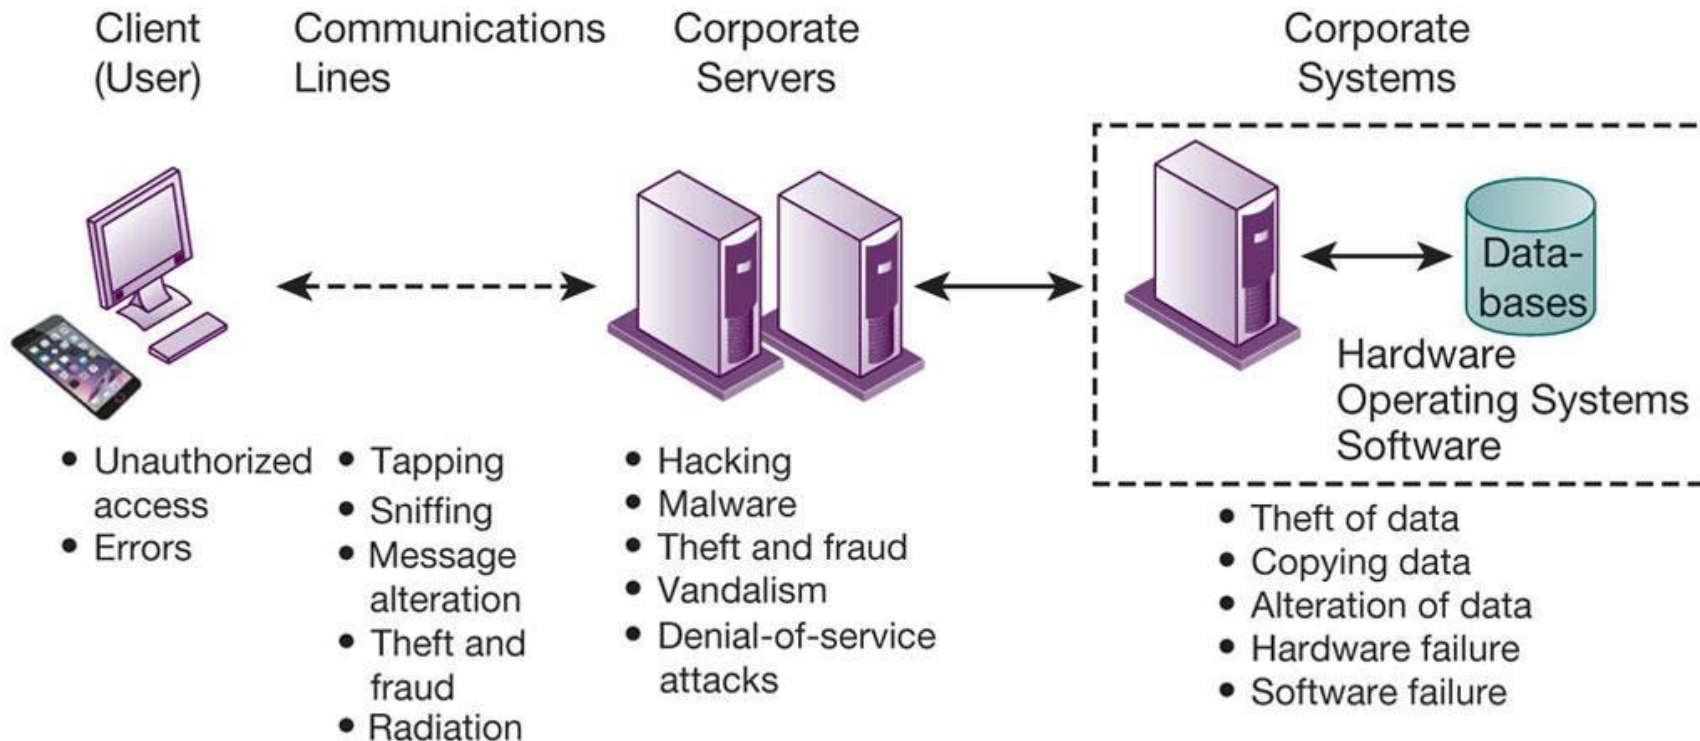 Client
(User)
Communications
Lines
Corporate
Servers
Corporate
Systems
Data-
bases
Hardware
Operating Systems
Software
• Unauthorized
access
• Errors
• Tapping
• Sniffing
• Message
alteration
• Theft and
fraud
• Radiation
• Hacking
• Malware
• Theft and fraud
• Vandalism
• Denial-of-service
attacks
• Theft of data
• Copying data
• Alteration of data
• Hardware failure
• Software failure